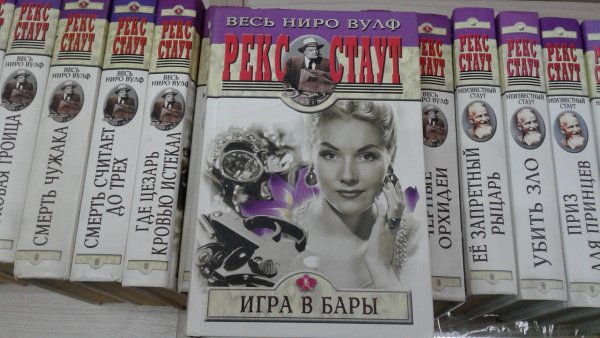 РЕКС
СТАУТ
РЕКС
СТАУТ
ВЕСЬ НИРО ВУЛФ
СМЕРТЬ ЧУЖАКА
РЕКС
СТАУТ
ВЕСЬ НИРО ВУЛФ
СМЕРТЬ СЧИТАЕТ
ДО ТРЕХ
РЕКС
СТАУТ
ВЕСЬ НИРО ВУЛФ
ГДЕ ЦЕЗАРЬ
КРОВЬЮ ИСТЕКАЛ
ВЕСЬ НИРО ВУЛФ
РЕКС СТАУТ
ИГРА В БАРЫ
РЕКС
СТАУТ
ВЕСЬ НИРО ВУЛФ
ОРХИДЕИ
РЕКС
СТАУТ
НЕИЗВЕСТНЫЙ
СТАУТ
ЕЁ ЗАПРЕТНЫЙ
РЫЦАРЬ
РЕКС
СТАУТ
НЕИЗВЕСТНЫЙ
СТАУТ
УБИТЬ ЗЛО
РЕКС
СТАУТ
НЕИЗВЕСТНЫЙ
СТАУТ
ПРИЗ
ДЛЯ ПРИНЦЕВ